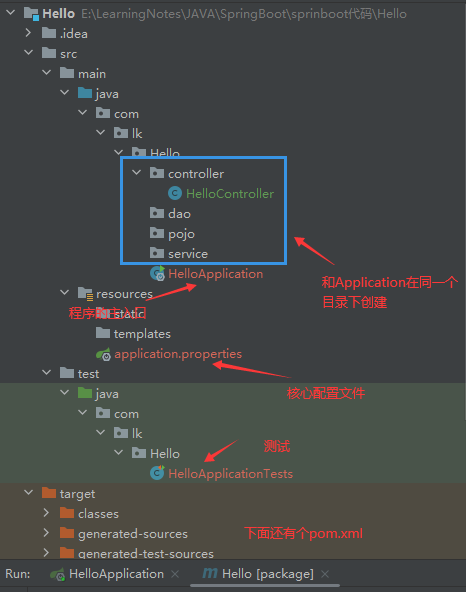 Hello E:\LearningNotes\JAVA\SpringBoot\sprinboot代码\Hello
.idea
src
main
java
com
lk
Hello
controller
HelloController
dao
pojo
service
和Application在同一个
目录下创建
HelloApplication
resources
static
templates
application.properties
核心配置文件
test
java
com
lk
测试
Hello
HelloApplicationTests
target
classes
generated-sources
下面还有个pom.xml
generated-test-sources
Run: HelloApplication × Hello [package] ×